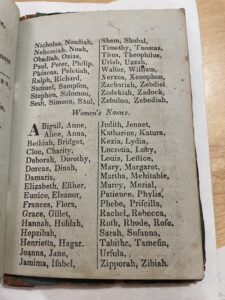 Nicholas, Noadiah,
Nehemiah, Noah,
Obadiah, Ozias,
Paul, Peter, Philip,
Phineas, Pelatiah,
Ralph, Richard,
Samuel, Sampson,
Stephen, Solomon,
Seth, Simeon, Saul,
Shem, Shubal,
Timothy, Thomas,
Titus, Theophilus,
Uriah, Uzzah,
Walter, William,
Xerxes, Xenophon,
Zachariah, Zebdiel
Zedekiah, Zadock,
Zebulon, Zebediah,
Women's Names.
ABigail, Anne,
Alice, Anna,
Bethiah, Bridget,
Cloe, Charity,
Deborah, Dorothy,
Dorcas, Dinah,
Damaris,
Elizabeth, Esther,
Eunice, Eleanor,
Frances, Flora,
Grace, Gillet,
Hannah, Huldah,
Hepzibah,
Henrietta, Hagar.
Joanna, Jane,
Jamima, Isabel,
Judith, Jennet,
Katharine, Katura,
Kezia, Lydia,
Lucretia, Lucy,
Louis, Lettice,
Mary, Margaret,
Martha, Mehitable,
Marcy, Merial,
Patience, Phylis,
Phebe, Priscilla,
Rachel, Rebecca,
Ruth, Rhode, Rose,
Sarah, Susanna,
Tabitha, Tamesin,
Ursula,
Zipporah, Zibiah.